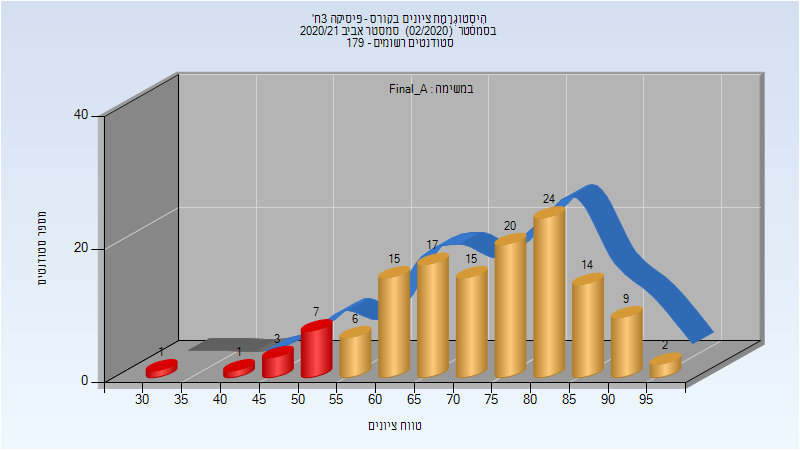 היסטוגרמת ציונים בקורס - פיסיקה 3ח'
בסמסטר (02/2020) סמסטר אביב 2020/21
סטודנטים רשומים - 179
במשימה : Final_A
מספר סטודנטים
40
20
0
1
1
3
7
6
15
17
15
20
24
14
9
2
30 35 40 45 50 55 60 65 70 75 80 85 90 95
טווח ציונים